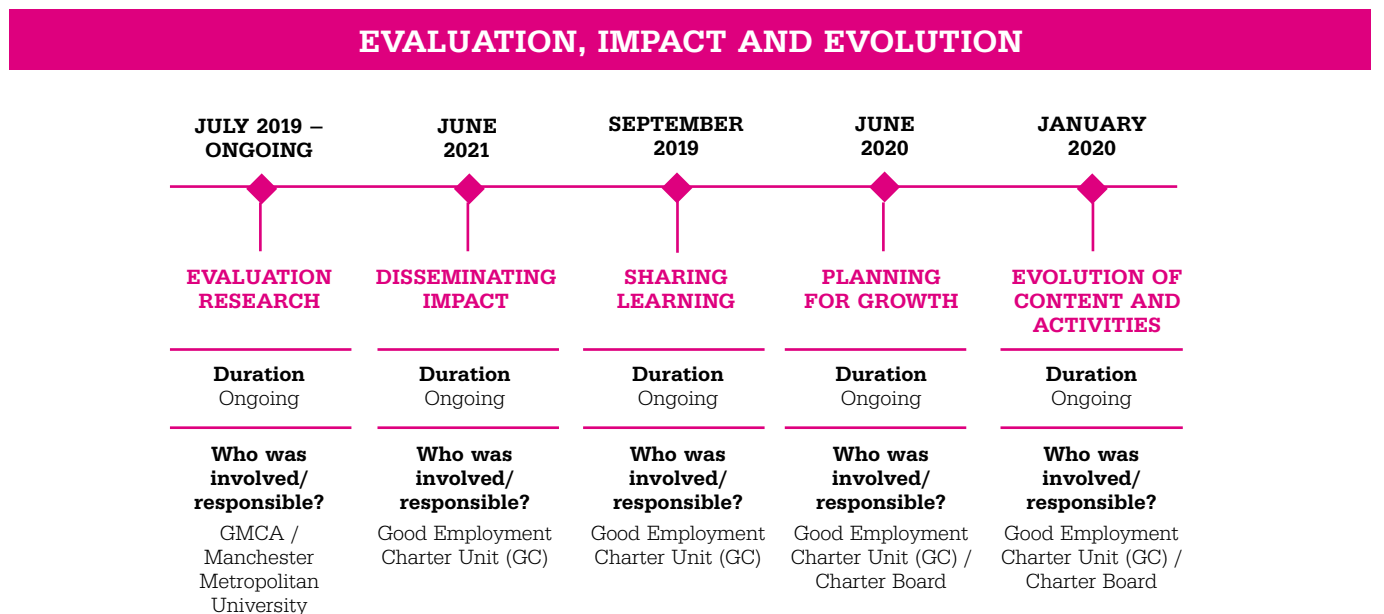 EVALUATION, IMPACT AND EVOLUTION
JULY 2019 –
ONGOING
EVALUATION
RESEARCH
Duration
Ongoing
Who was
involved/
responsible?
GMCA /
Manchester
Metropolitan
University
JUNE
2021
DISSEMINATING
IMPACT
Duration
Ongoing
Who was
involved/
responsible?
Good Employment
Charter Unit (GC)
SEPTEMBER
2019
SHARING
LEARNING
Duration
Ongoing
Who was
involved/
responsible?
Good Employment
Charter Unit (GC)
JUNE
2020
PLANNING
FOR GROWTH
Duration
Ongoing
Who was
involved/
responsible?
Good Employment
Charter Unit (GC) /
Charter Board
JANUARY
2020
EVOLUTION OF
CONTENT AND
ACTIVITIES
Duration
Ongoing
Who was
involved/
responsible?
Good Employment
Charter Unit (GC) /
Charter Board